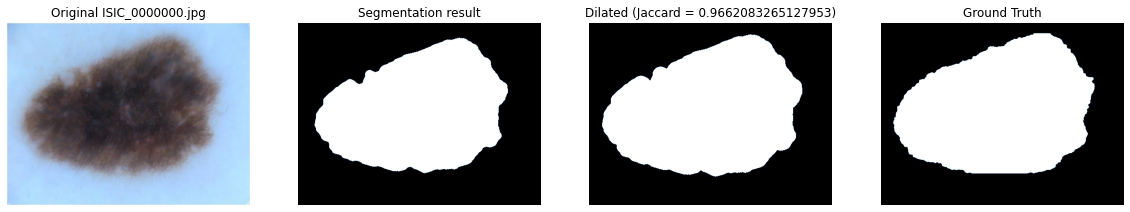 Original ISIC_0000000.jpg
Segmentation result
Dilated (Jaccard = 0.9662083265127953)
Ground Truth